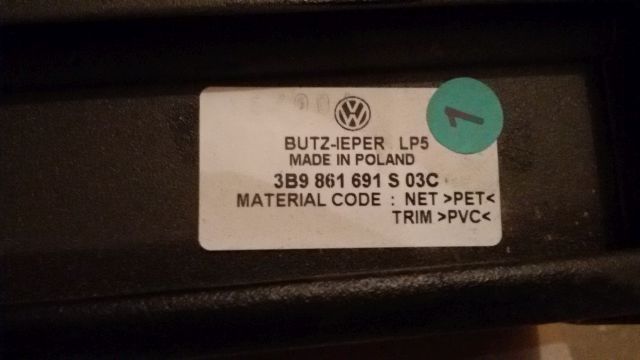 BUTZ-IEPER LP5
MADE IN POLAND
3B9 861 691 S 03C
MATERIAL CODE : NET >PET<
TRIM >PVC<
1